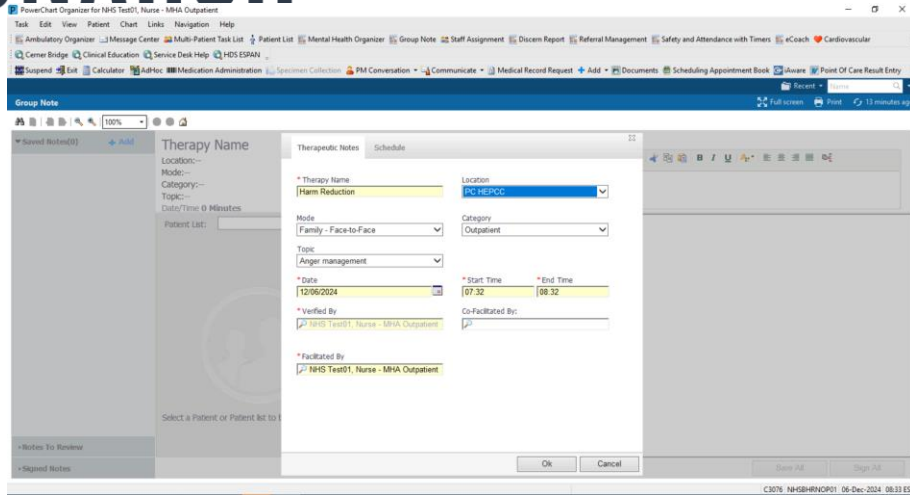 PowerChart Organizer for NHS Test01, Nurse - MHA Outpatient
Task Edit View Patient Chart Links Navigation Help
Ambulatory Organizer Message Center Multi-Patient Task List Patient List Mental Health Organizer Group Note Staff Assignment Discern Report Referral Management Safety and Attendance with Timers eCoach Cardiovascular
Cerner Bridge Clinical Education Service Desk Help HDS ESPAN
Suspend Exit Calculator AdHoc Medication Administration Specimen Collection PM Conversation Communicate Medical Record Request Add Documents Scheduling Appointment Book iAware Point Of Care Result Entry
Recent Name
Group Note Full screen Print 13 minutes ag
100%
Saved Notes(0) Add
Therapy Name
Location:--
Mode:--
Category:--
Topic:--
Date/Time 0 Minutes
Patient List:
Select a Patient or Patient list to
Therapeutic Notes Schedule
* Therapy Name Location
Harm Reduction PC HEPCC
Mode Category
Family - Face-to-Face Outpatient
Topic
Anger management
* Date * Start Time * End Time
12/06/2024 07:32 08:32
* Verified By Co-Facilitated By:
NHS Test01, Nurse - MHA Outpatient
* Facilitated By
NHS Test01, Nurse - MHA Outpatient
Ok Cancel
B I U
Notes To Review
Signed Notes
Save All Sign All
C3076 NHSBHRNOP01 06-Dec-2024 08:33 ES